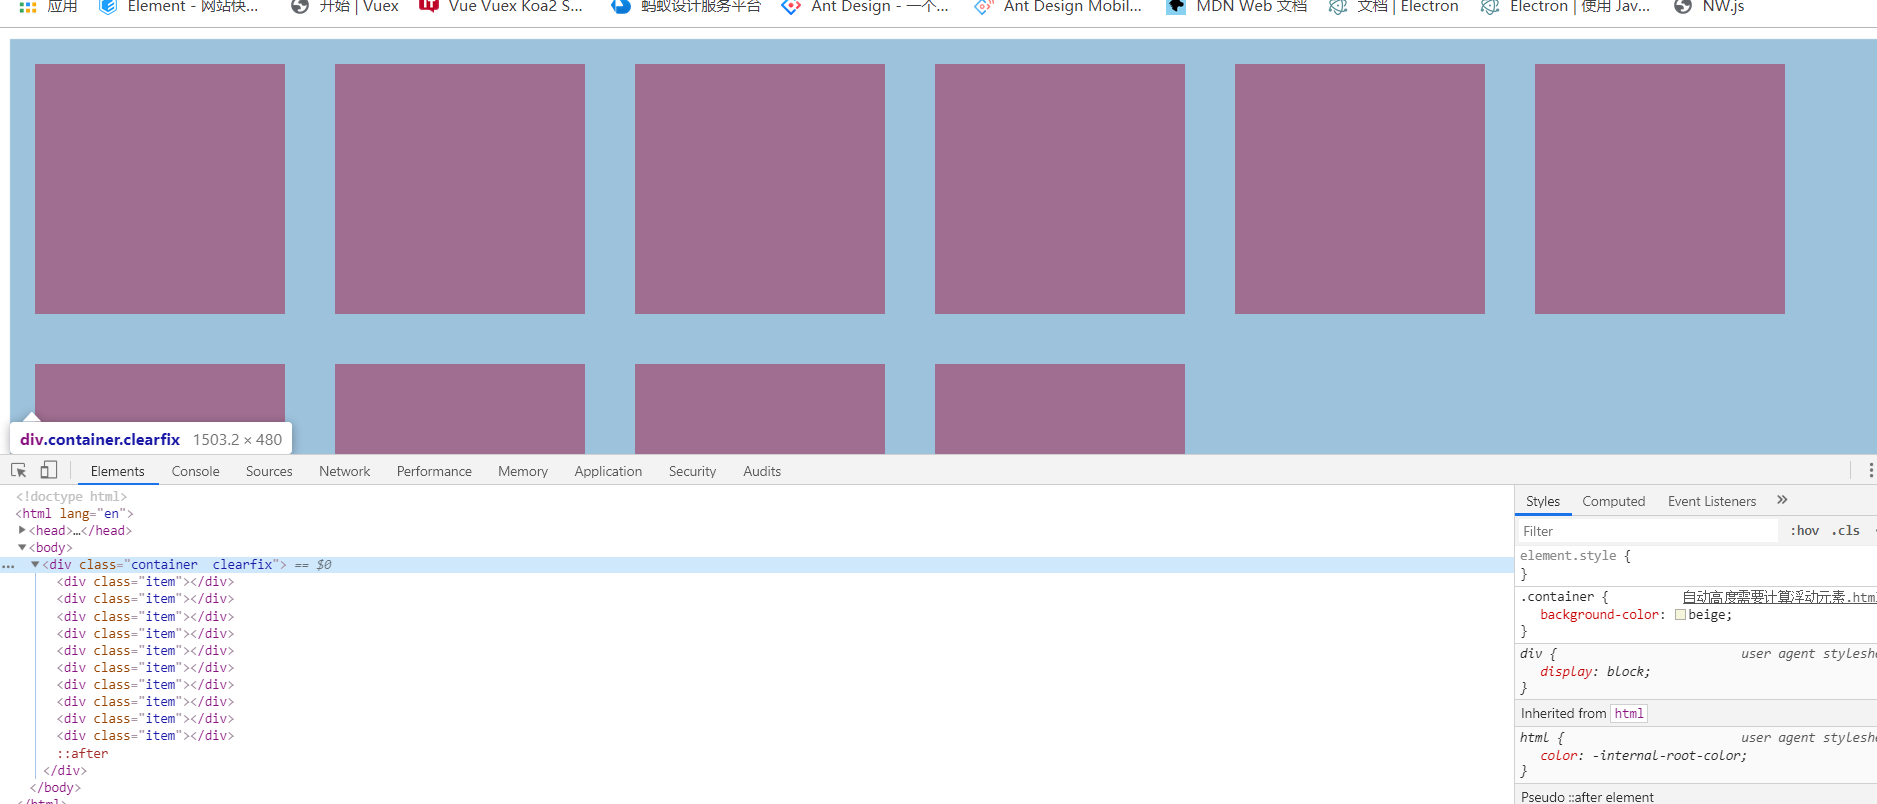 应用 Element - 网站快... 开始 | Vuex Vue Vuex Koa2 S... 蚂蚁设计服务平台 Ant Design - 一个... Ant Design Mobil... MDN Web 文档 文档 | Electron Electron | 使用 Jav... NW.js
div.container.clearfix 1503.2 × 480
Elements Console Sources Network Performance Memory Application Security Audits
<!doctype html>
<html lang="en">
<head>…</head>
<body>
... <div class="container  clearfix"> == $0
<div class="item"></div>
<div class="item"></div>
<div class="item"></div>
<div class="item"></div>
<div class="item"></div>
<div class="item"></div>
<div class="item"></div>
<div class="item"></div>
<div class="item"></div>
<div class="item"></div>
::after
</div>
</body>
</html>
Styles Computed Event Listeners »
Filter :hov .cls
element.style {
}
.container { 自动高度需要计算浮动元素.html
background-color: beige;
}
div { user agent styleshe
display: block;
}
Inherited from html
html { user agent styleshe
color: -internal-root-color;
}
Pseudo ::after element